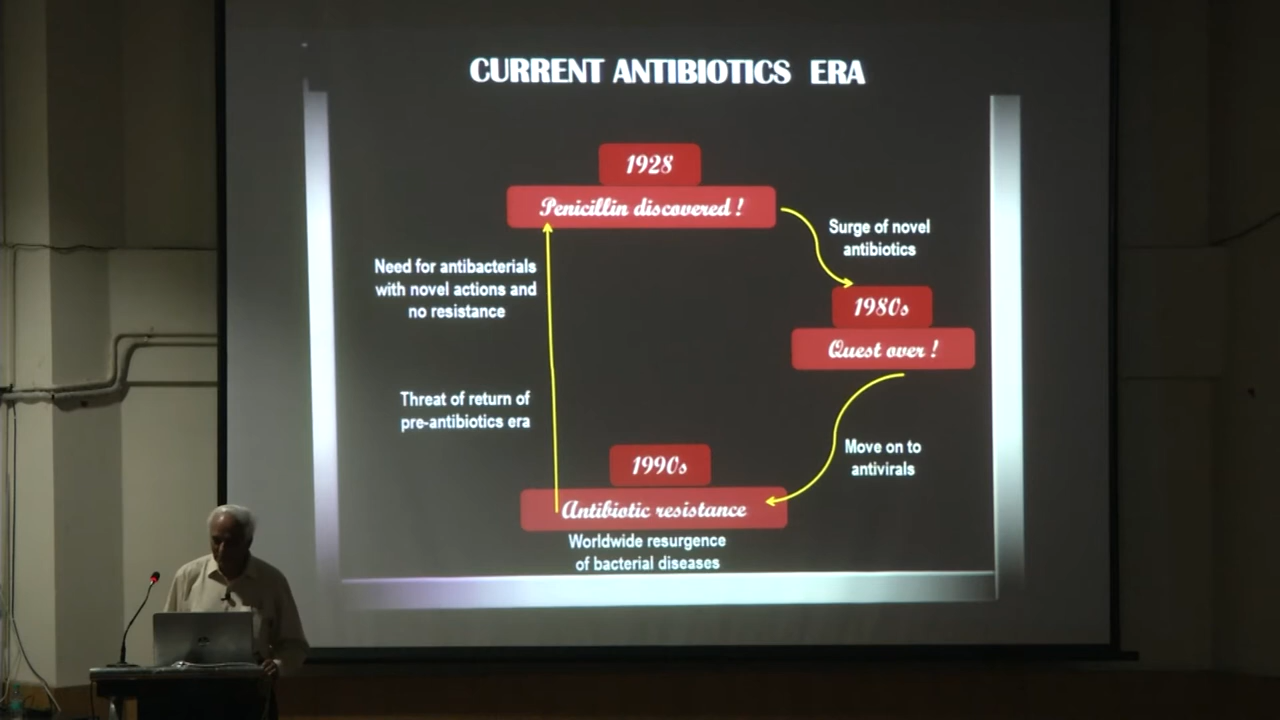 CURRENT ANTIBIOTICS ERA
1928
Penicillin discovered !
Surge of novel
antibiotics
Need for antibacterials
with novel actions and
no resistance
1980s
Quest over !
Threat of return of
pre-antibiotics era
Move on to
antivirals
1990s
Antibiotic resistance
Worldwide resurgence
of bacterial diseases